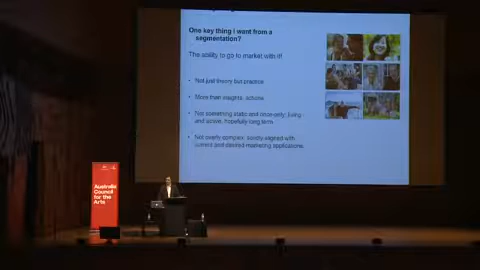 One key thing I want from a
segmentation?
The ability to go to market with it!
Not just theory but practice
More than insights, actions
Not something static and once-only; living
and active, hopefully long term
Not overly complex, easily aligned with
current and desired marketing applications.
Australia
Council
for the
Arts